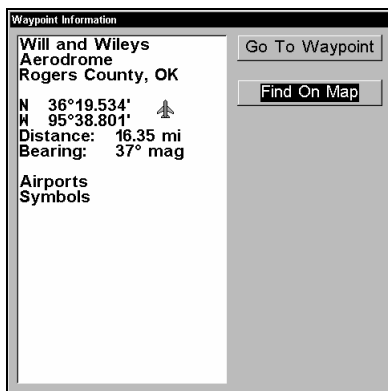 Waypoint Information
Will and Wileys
Aerodrome
Rogers County, OK
N 36°19.534'
W 95°38.801'
Distance: 16.35 mi
Bearing: 37° mag
Airports
Symbols
Go To Waypoint
Find On Map